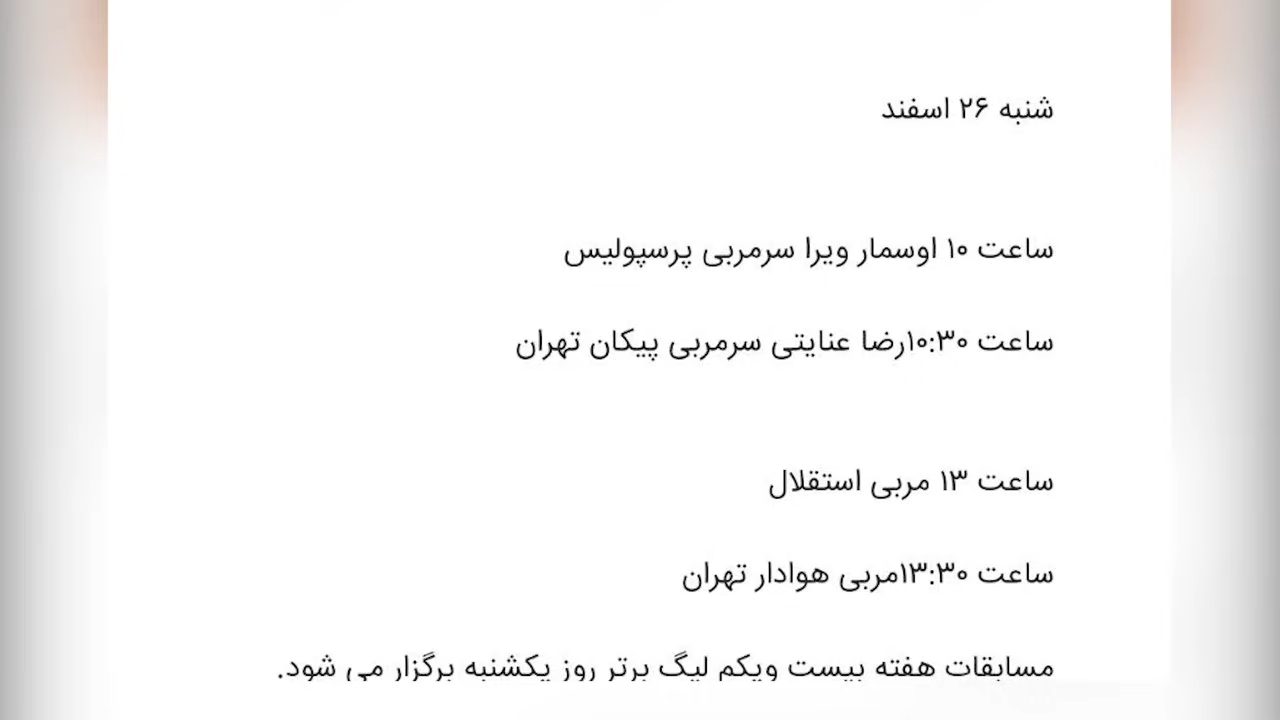 شنبه ۲۶ اسفند
ساعت ۱۰ اوسمار ویرا سرمربی پرسپولیس
ساعت ۱۰:۳۰رضا عنایتی سرمربی پیکان تهران
ساعت ۱۳ مربی استقلال
ساعت ۱۳:۳۰مربی هوادار تهران
مسابقات هفته بیست ویکم لیگ برتر روز یکشنبه برگزار می شود.